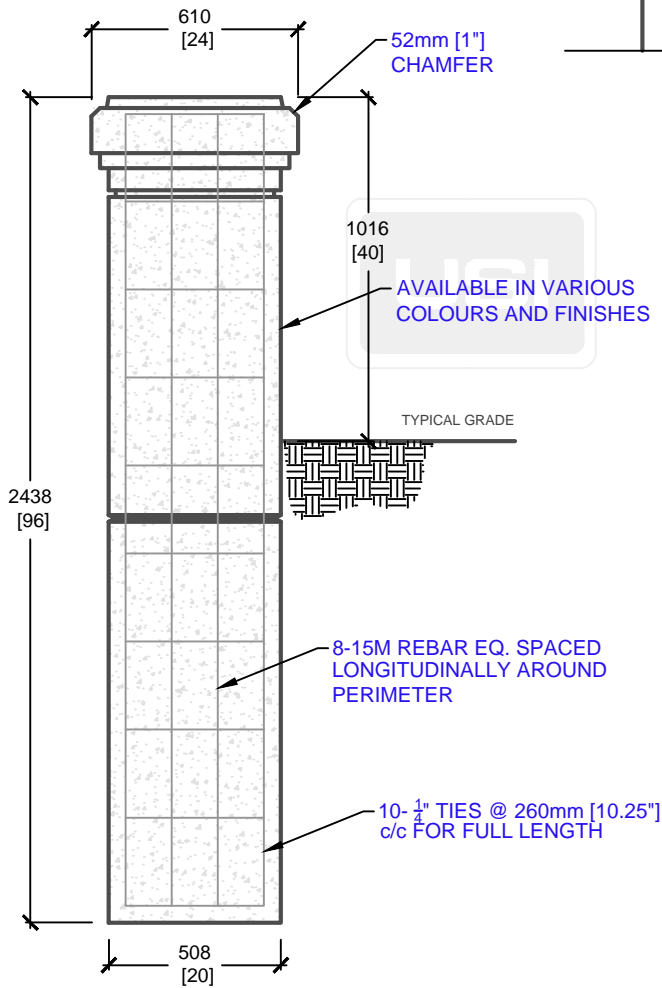 610
[24]
52mm [1"]
CHAMFER
1016
[40]
USI
AVAILABLE IN VARIOUS
COLOURS AND FINISHES
TYPICAL GRADE
2438
[96]
8-15M REBAR EQ. SPACED
LONGITUDINALLY AROUND
PERIMETER
10- 1/4" TIES @ 260mm [10.25"]
c/c FOR FULL LENGTH
508
[20]